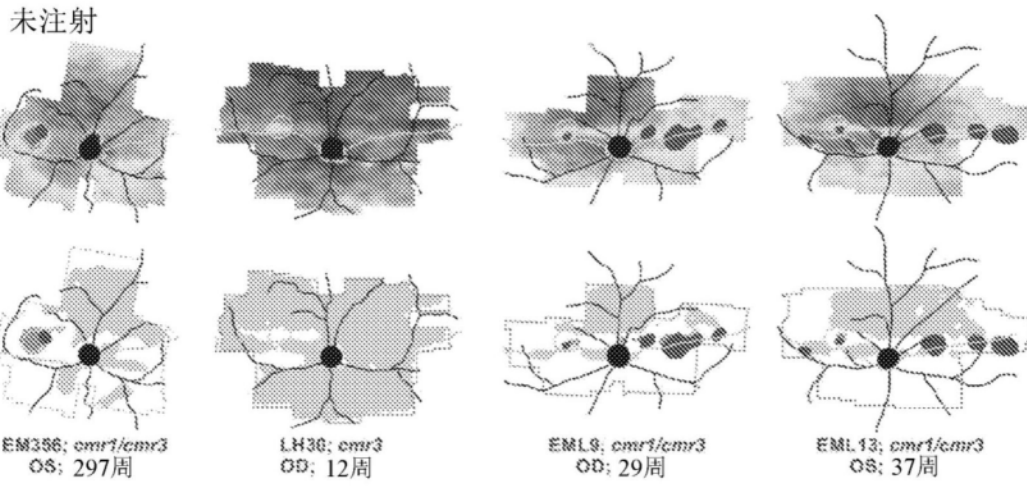 未注射
EM356; cmr1/cmr3
OS; 297周
LH36; cmr3
OD; 12周
EML9; cmr1/cmr3
OD; 29周
EML13; cmr1/cmr3
OS; 37周